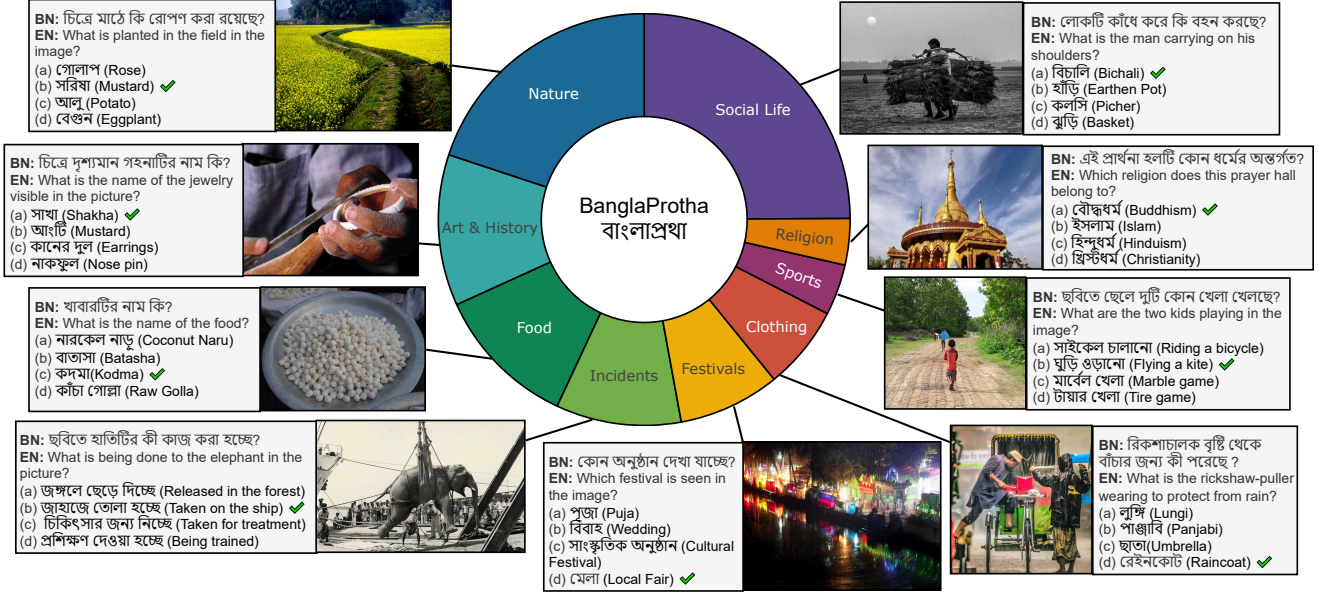 BN: চিত্রে মাঠে কি রোপণ করা রয়েছে?
EN: What is planted in the field in the
image?
(a) গোলাপ (Rose)
(b) সরিষা (Mustard)
(c) আলু (Potato)
(d) বেগুন (Eggplant)
BN: চিত্রে দৃশ্যমান গহনাটির নাম কি?
EN: What is the name of the jewelry
visible in the picture?
(a) সাখা (Shakha)
(b) আংটি (Mustard)
(c) কানের দুল (Earrings)
(d) নাকফুল (Nose pin)
BN: খাবারটির নাম কি?
EN: What is the name of the food?
(a) নারকেল নাড়ু (Coconut Naru)
(b) বাতাসা (Batasha)
(c) কদমা(Kodma)
(d) কাঁচা গোল্লা (Raw Golla)
BN: ছবিতে হাতিটির কী কাজ করা হচ্ছে?
EN: What is being done to the elephant in the
picture?
(a) জঙ্গলে ছেড়ে দিচ্ছে (Released in the forest)
(b) জাহাজে তোলা হচ্ছে (Taken on the ship)
(c) চিকিৎসার জন্য নিচ্ছে (Taken for treatment)
(d) প্রশিক্ষণ দেওয়া হচ্ছে (Being trained)
Nature
Social Life
Art & History
Religion
Sports
Food
Clothing
Incidents
Festivals
BanglaProtha
বাংলাপ্রথা
BN: কোন অনুষ্ঠান দেখা যাচ্ছে?
EN: Which festival is seen in
the image?
(a) পূজা (Puja)
(b) বিবাহ (Wedding)
(c) সাংস্কৃতিক অনুষ্ঠান (Cultural
Festival)
(d) মেলা (Local Fair)
BN: লোকটি কাঁধে করে কি বহন করছে?
EN: What is the man carrying on his
shoulders?
(a) বিচালি (Bichali)
(b) হাঁড়ি (Earthen Pot)
(c) কলসি (Picher)
(d) ঝুড়ি (Basket)
BN: এই প্রার্থনা হলটি কোন ধর্মের অন্তর্গত?
EN: Which religion does this prayer hall
belong to?
(a) বৌদ্ধধর্ম (Buddhism)
(b) ইসলাম (Islam)
(c) হিন্দুধর্ম (Hinduism)
(d) খ্রিস্টধর্ম (Christianity)
BN: ছবিতে ছেলে দুটি কোন খেলা খেলছে?
EN: What are the two kids playing in the
image?
(a) সাইকেল চালানো (Riding a bicycle)
(b) ঘুড়ি ওড়ানো (Flying a kite)
(c) মার্বেল খেলা (Marble game)
(d) টায়ার খেলা (Tire game)
BN: রিকশাচালক বৃষ্টি থেকে
বাঁচার জন্য কী পরেছে ?
EN: What is the rickshaw-puller
wearing to protect from rain?
(a) লুঙ্গি (Lungi)
(b) পাঞ্জাবি (Panjabi)
(c) ছাতা(Umbrella)
(d) রেইনকোট (Raincoat)